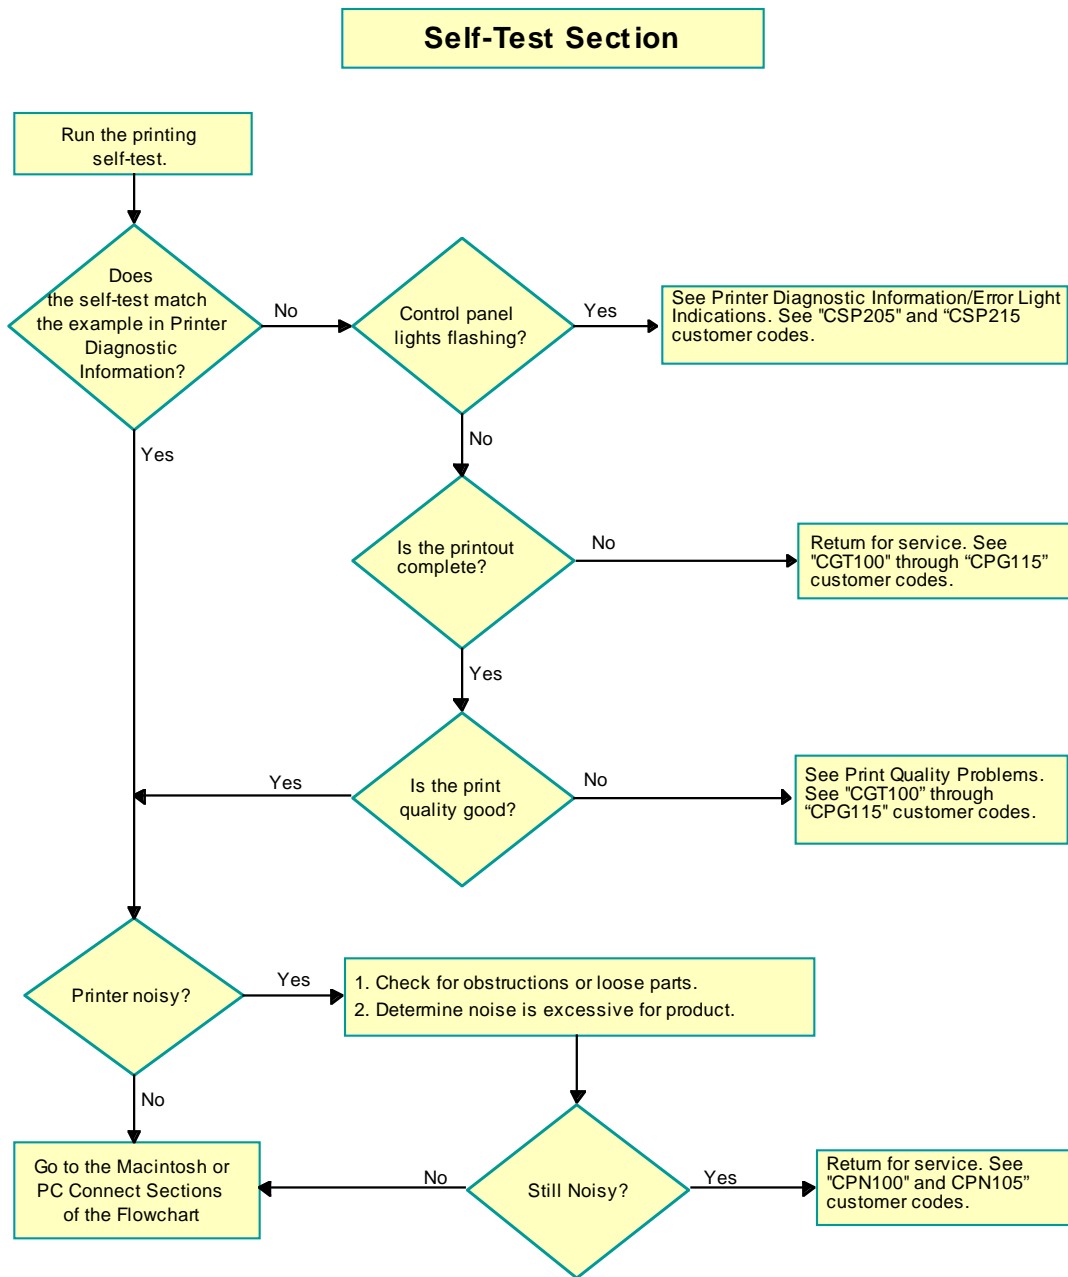 Self-Test Section
Run the printing
self-test.
Does
the self-test match
the example in Printer
Diagnostic
Information?
No
Control panel
lights flashing?
Yes
See Printer Diagnostic Information/Error Light
Indications. See "CSP205" and “CSP215
customer codes.
No
Yes
Is the printout
complete?
No
Return for service. See
"CGT100" through “CPG115”
customer codes.
Yes
Is the print
quality good?
Yes
No
See Print Quality Problems.
See "CGT100” through
“CPG115" customer codes.
Printer noisy?
Yes
1. Check for obstructions or loose parts.
2. Determine noise is excessive for product.
No
Go to the Macintosh or
PC Connect Sections
of the Flowchart
No
Still Noisy?
Yes
Return for service. See
"CPN100" and CPN105”
customer codes.